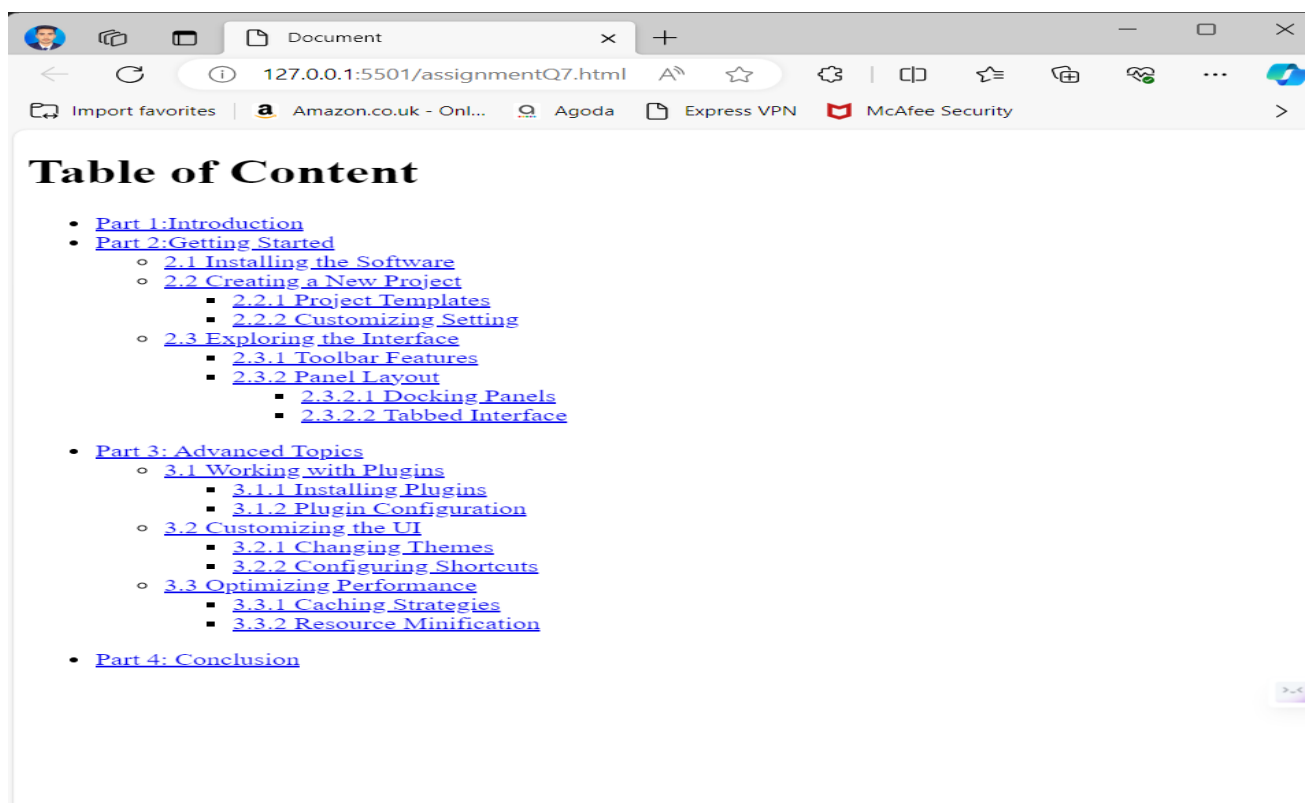 Document
127.0.0.1:5501/assignmentQ7.html
Import favorites a Amazon.co.uk - Onl... Agoda Express VPN McAfee Security
Table of Content
Part 1:Introduction
Part 2:Getting Started
2.1 Installing the Software
2.2 Creating a New Project
2.2.1 Project Templates
2.2.2 Customizing Setting
2.3 Exploring the Interface
2.3.1 Toolbar Features
2.3.2 Panel Layout
2.3.2.1 Docking Panels
2.3.2.2 Tabbed Interface
Part 3: Advanced Topics
3.1 Working with Plugins
3.1.1 Installing Plugins
3.1.2 Plugin Configuration
3.2 Customizing the UI
3.2.1 Changing Themes
3.2.2 Configuring Shortcuts
3.3 Optimizing Performance
3.3.1 Caching Strategies
3.3.2 Resource Minification
Part 4: Conclusion